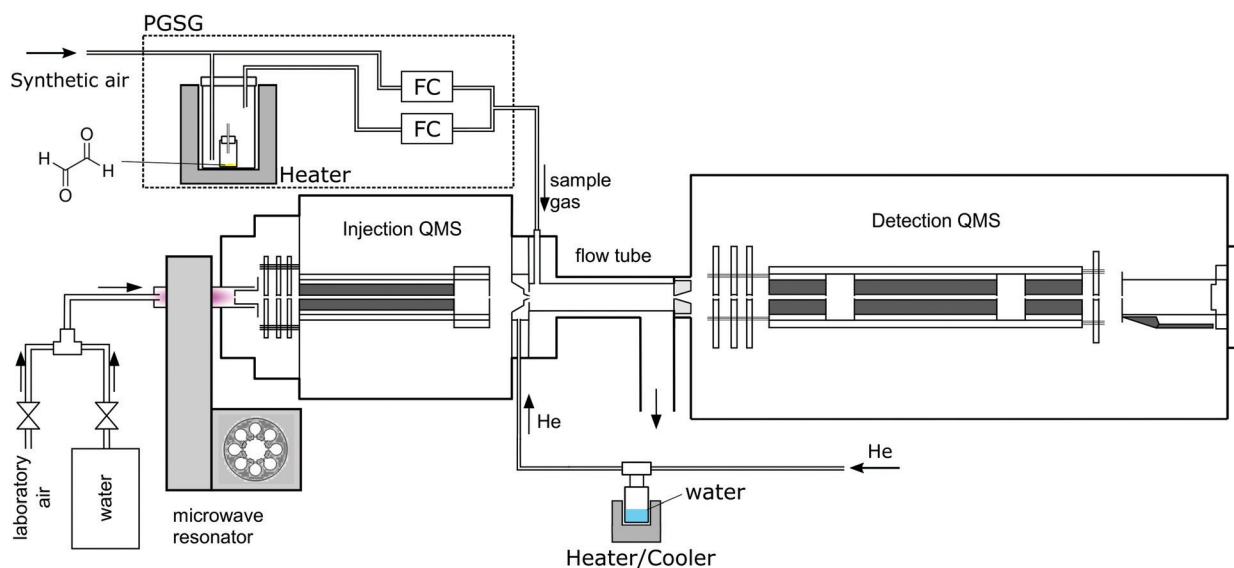 PGSG
Synthetic air
FC
FC
O
H
H
O
Heater
sample
gas
Injection QMS
flow tube
Detection QMS
He
He
laboratory
air
water
microwave
resonator
water
Heater/Cooler